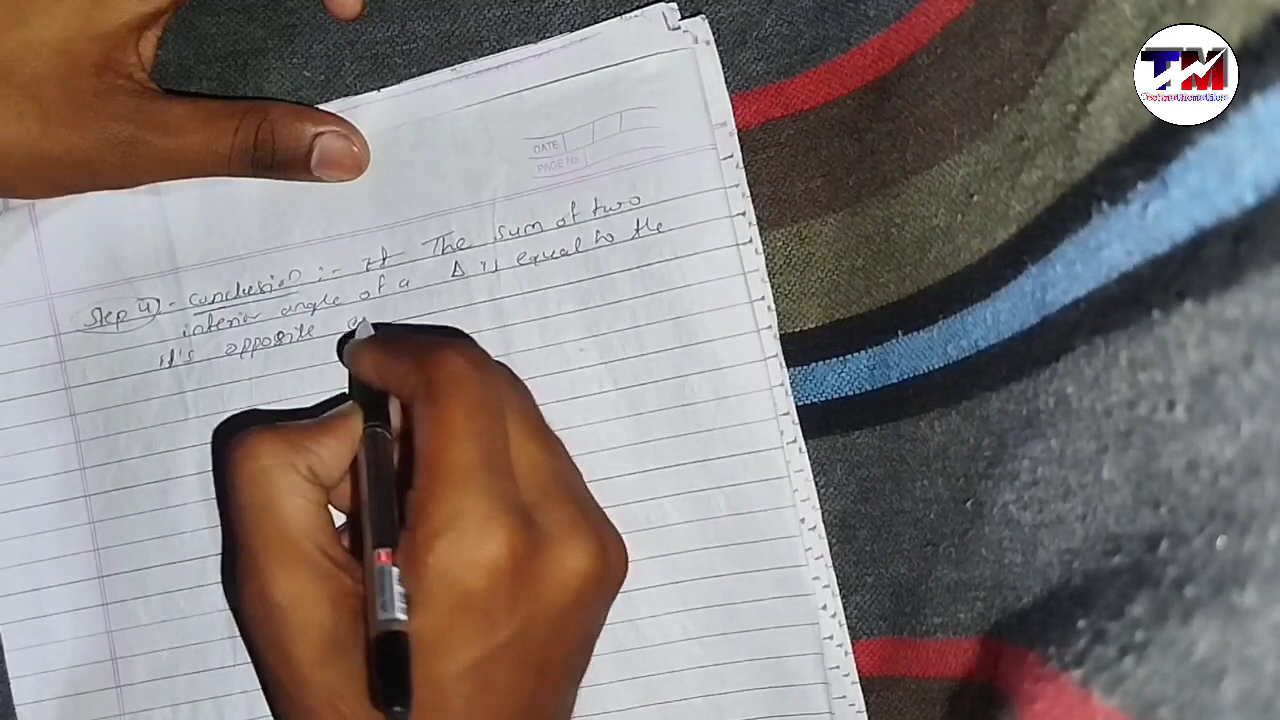 TM
DATE
PAGE No
Step 4 - Conclusion :- If The sum of two
interior angle of a Δ is equal to the
it's opposite